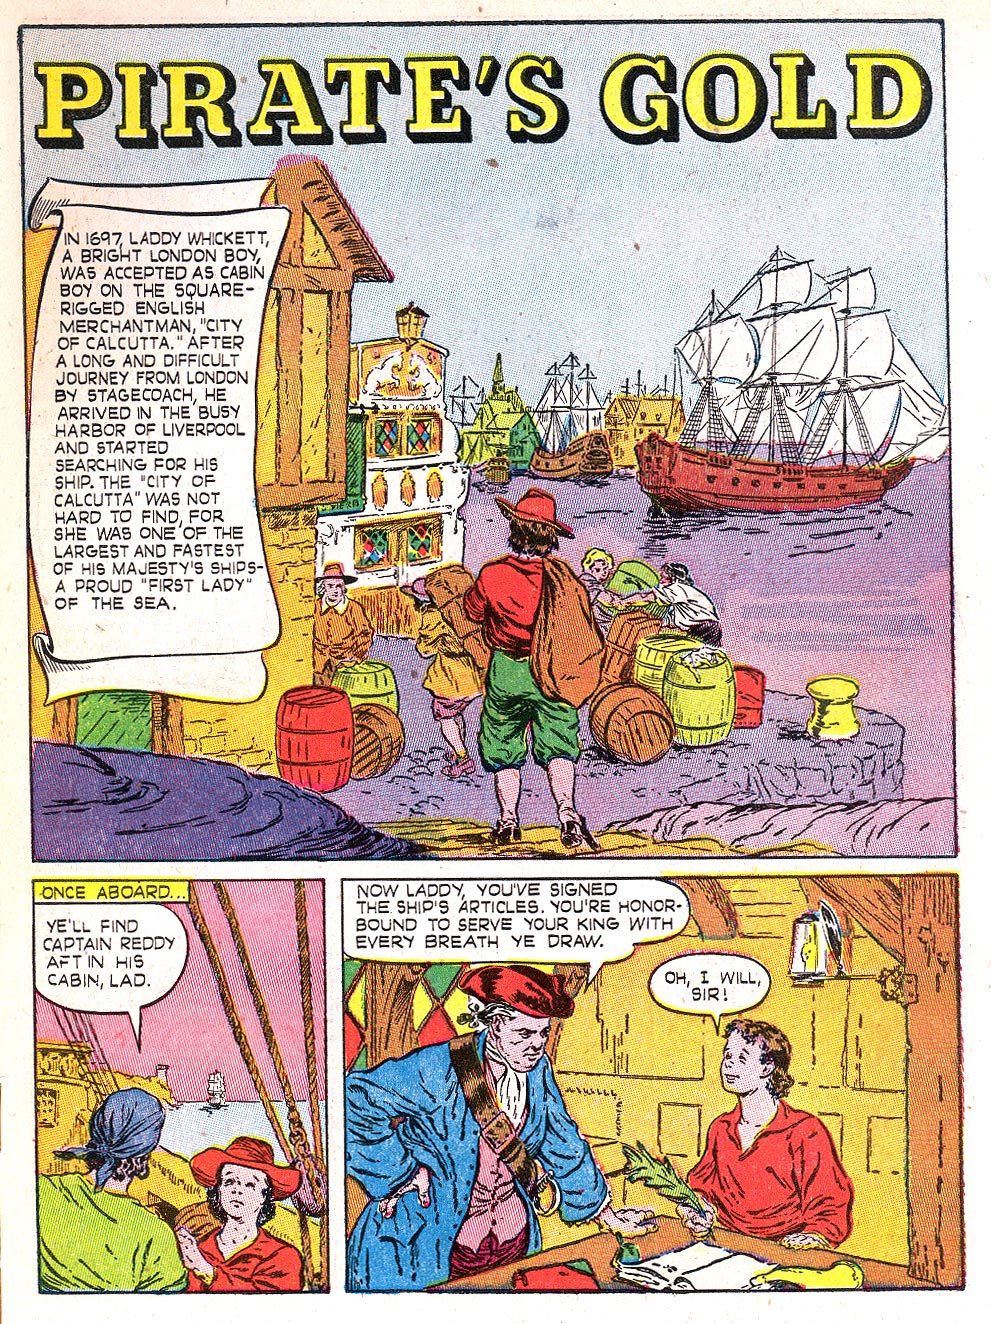 PIRATE'S GOLD
IN 1697, LADDY WHICKETT,
A BRIGHT LONDON BOY,
WAS ACCEPTED AS CABIN
BOY ON THE SQUARE-
RIGGED ENGLISH
MERCHANTMAN, "CITY
OF CALCUTTA." AFTER
A LONG AND DIFFICULT
JOURNEY FROM LONDON
BY STAGECOACH, HE
ARRIVED IN THE BUSY
HARBOR OF LIVERPOOL
AND STARTED
SEARCHING FOR HIS
SHIP. THE "CITY OF
CALCUTTA" WAS NOT
HARD TO FIND, FOR
SHE WAS ONE OF THE
LARGEST AND FASTEST
OF HIS MAJESTY'S SHIPS-
A PROUD "FIRST LADY"
OF THE SEA.
ONCE ABOARD...
YE'LL FIND
CAPTAIN REDDY
AFT IN HIS
CABIN, LAD.
NOW LADDY, YOU'VE SIGNED
THE SHIP'S ARTICLES. YOU'RE HONOR-
BOUND TO SERVE YOUR KING WITH
EVERY BREATH YE DRAW.
OH, I WILL,
SIR!